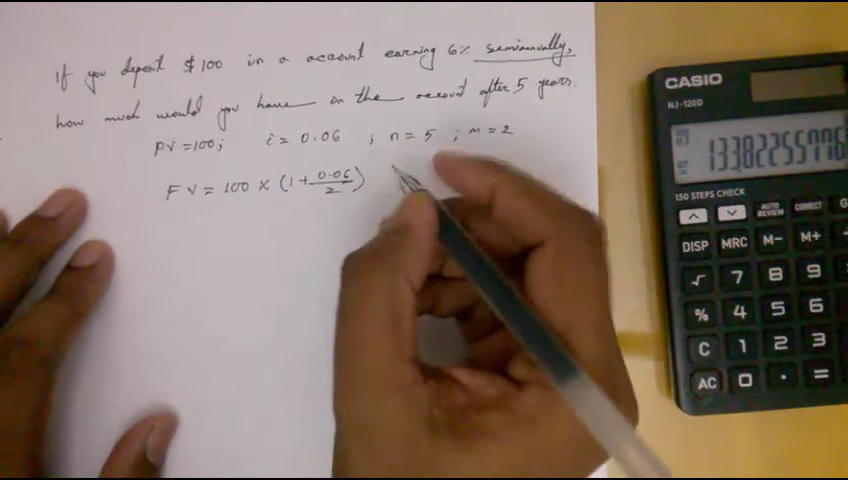 If you deposit $100 in a account earning 6% semiannually,
how much would you have in the account after 5 years.
PV = 100; i = 0.06 ; n = 5 ; m = 2
FV = 100 × (1 + 0.06/2)
CASIO
NJ-120D
133.82255776
150 STEPS CHECK
AUTO REVIEW CORRECT
DISP MRC M- M+
√ 7 8 9
% 4 5 6
C 1 2 3
AC 0 . =